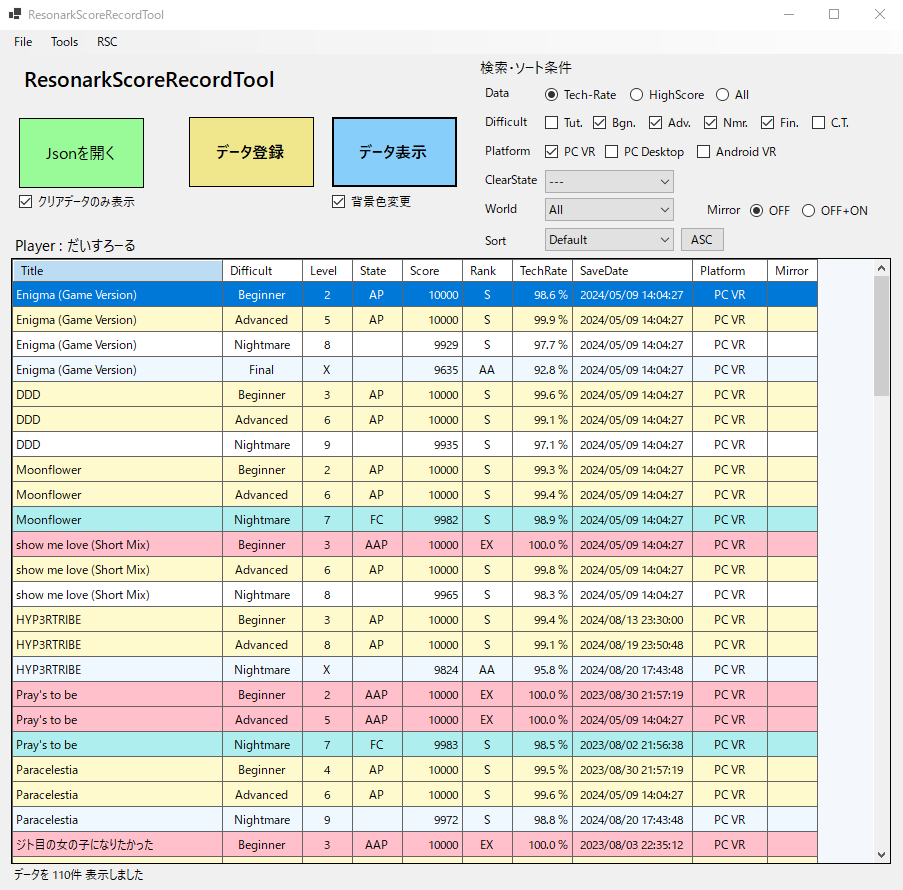 ResonarkScoreRecordTool
File Tools RSC
ResonarkScoreRecordTool
検索・ソート条件
Data Tech-Rate HighScore All
Difficult Tut. Bgn. Adv. Nmr. Fin. C.T.
Platform PC VR PC Desktop Android VR
ClearState ---
World All Mirror OFF OFF+ON
Sort Default ASC
Jsonを開く データ登録 データ表示
クリアデータのみ表示 背景色変更
Player : だいすろーる
Title Difficult Level State Score Rank TechRate SaveDate Platform Mirror
Enigma (Game Version) Beginner 2 AP 10000 S 98.6 % 2024/05/09 14:04:27 PC VR
Enigma (Game Version) Advanced 5 AP 10000 S 99.9 % 2024/05/09 14:04:27 PC VR
Enigma (Game Version) Nightmare 8 9929 S 97.7 % 2024/05/09 14:04:27 PC VR
Enigma (Game Version) Final X 9635 AA 92.8 % 2024/05/09 14:04:27 PC VR
DDD Beginner 3 AP 10000 S 99.6 % 2024/05/09 14:04:27 PC VR
DDD Advanced 6 AP 10000 S 99.1 % 2024/05/09 14:04:27 PC VR
DDD Nightmare 9 9935 S 97.1 % 2024/05/09 14:04:27 PC VR
Moonflower Beginner 2 AP 10000 S 99.3 % 2024/05/09 14:04:27 PC VR
Moonflower Advanced 6 AP 10000 S 99.4 % 2024/05/09 14:04:27 PC VR
Moonflower Nightmare 7 FC 9982 S 98.9 % 2024/05/09 14:04:27 PC VR
show me love (Short Mix) Beginner 3 AAP 10000 EX 100.0 % 2024/05/09 14:04:27 PC VR
show me love (Short Mix) Advanced 6 AP 10000 S 99.8 % 2024/05/09 14:04:27 PC VR
show me love (Short Mix) Nightmare 8 9965 S 98.3 % 2024/05/09 14:04:27 PC VR
HYP3RTRIBE Beginner 3 AP 10000 S 99.4 % 2024/08/13 23:30:00 PC VR
HYP3RTRIBE Advanced 8 AP 10000 S 99.1 % 2024/08/19 23:50:48 PC VR
HYP3RTRIBE Nightmare X 9824 AA 95.8 % 2024/08/20 17:43:48 PC VR
Pray's to be Beginner 2 AAP 10000 EX 100.0 % 2023/08/30 21:57:19 PC VR
Pray's to be Advanced 5 AAP 10000 EX 100.0 % 2024/05/09 14:04:27 PC VR
Pray's to be Nightmare 7 FC 9983 S 98.5 % 2023/08/02 21:56:38 PC VR
Paracelestia Beginner 4 AP 10000 S 99.5 % 2023/08/30 21:57:19 PC VR
Paracelestia Advanced 6 AP 10000 S 99.6 % 2024/05/09 14:04:27 PC VR
Paracelestia Nightmare 9 9972 S 98.8 % 2024/08/20 17:43:48 PC VR
ジト目の女の子になりたかった Beginner 3 AAP 10000 EX 100.0 % 2023/08/03 22:35:12 PC VR
データを 110件 表示しました